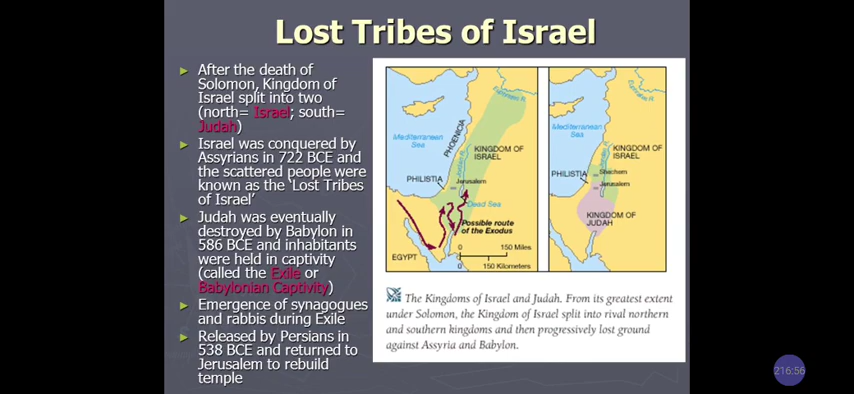 Lost Tribes of Israel
After the death of
Solomon, Kingdom of
Israel split into two
(north= Israel; south=
Judah)
Israel was conquered by
Assyrians in 722 BCE and
the scattered people were
known as the 'Lost Tribes
of Israel'
Judah was eventually
destroyed by Babylon in
586 BCE and inhabitants
were held in captivity
(called the Exile or
Babylonian Captivity)
Emergence of synagogues
and rabbis during Exile
Released by Persians in
538 BCE and returned to
Jerusalem to rebuild
temple
Euphrates R.
Mediterranean
Sea
PHOENICIA
KINGDOM OF
ISRAEL
PHILISTIA
Jerusalem
Dead Sea
Possible route
of the Exodus
EGYPT
0
150 Miles
0
150 Kilometers
Mediterranean
Sea
KINGDOM OF
ISRAEL
PHILISTIA
Shechem
Jerusalem
KINGDOM OF
JUDAH
The Kingdoms of Israel and Judah. From its greatest extent
under Solomon, the Kingdom of Israel split into rival northern
and southern kingdoms and then progressively lost ground
against Assyria and Babylon.
216:56